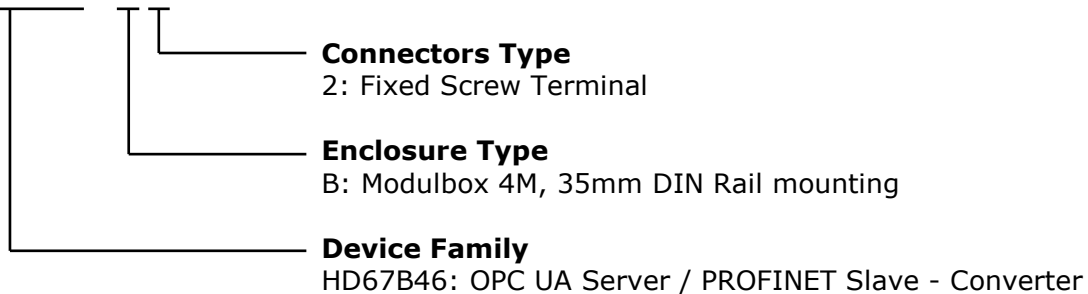 Connectors Type
2: Fixed Screw Terminal
Enclosure Type
B: Modulbox 4M, 35mm DIN Rail mounting
Device Family
HD67B46: OPC UA Server / PROFINET Slave - Converter